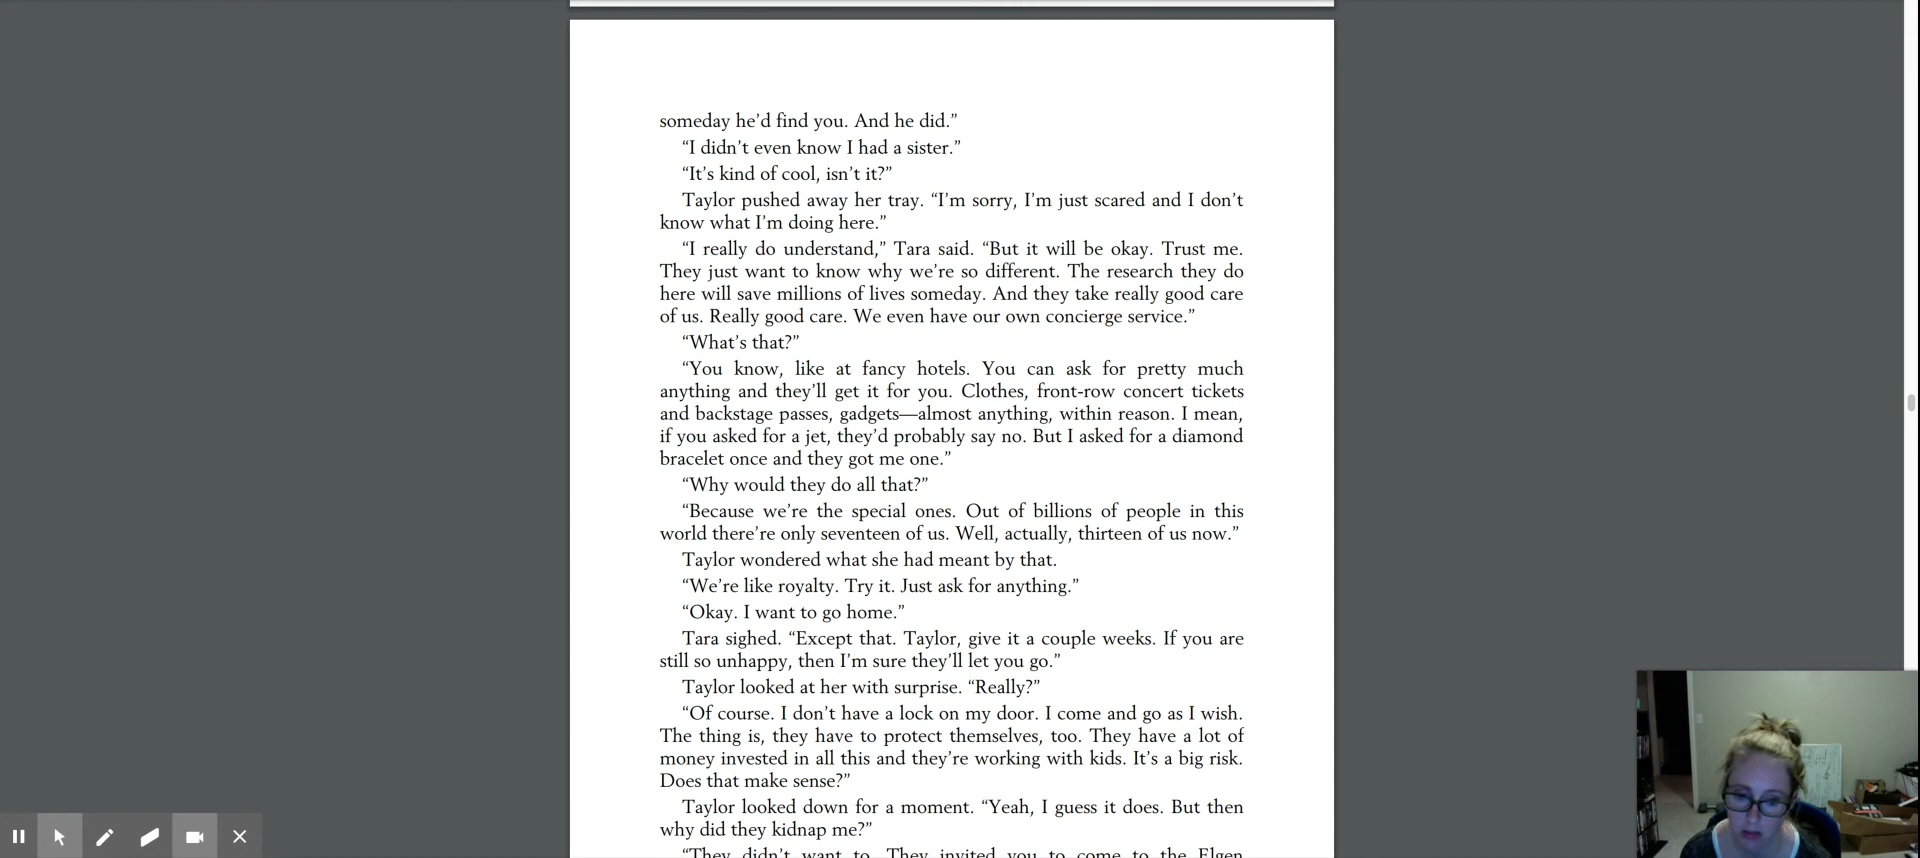 someday he’d find you. And he did.”
“I didn’t even know I had a sister.”
“It’s kind of cool, isn’t it?”
Taylor pushed away her tray. “I’m sorry, I’m just scared and I don’t
know what I’m doing here.”
“I really do understand,” Tara said. “But it will be okay. Trust me.
They just want to know why we’re so different. The research they do
here will save millions of lives someday. And they take really good care
of us. Really good care. We even have our own concierge service.”
“What’s that?”
“You know, like at fancy hotels. You can ask for pretty much
anything and they’ll get it for you. Clothes, front-row concert tickets
and backstage passes, gadgets—almost anything, within reason. I mean,
if you asked for a jet, they’d probably say no. But I asked for a diamond
bracelet once and they got me one.”
“Why would they do all that?”
“Because we’re the special ones. Out of billions of people in this
world there’re only seventeen of us. Well, actually, thirteen of us now.”
Taylor wondered what she had meant by that.
“We’re like royalty. Try it. Just ask for anything.”
“Okay. I want to go home.”
Tara sighed. “Except that. Taylor, give it a couple weeks. If you are
still so unhappy, then I’m sure they’ll let you go.”
Taylor looked at her with surprise. “Really?”
“Of course. I don’t have a lock on my door. I come and go as I wish.
The thing is, they have to protect themselves, too. They have a lot of
money invested in all this and they’re working with kids. It’s a big risk.
Does that make sense?”
Taylor looked down for a moment. “Yeah, I guess it does. But then
why did they kidnap me?”
“They didn’t want to. They invited you to come to the Elgen